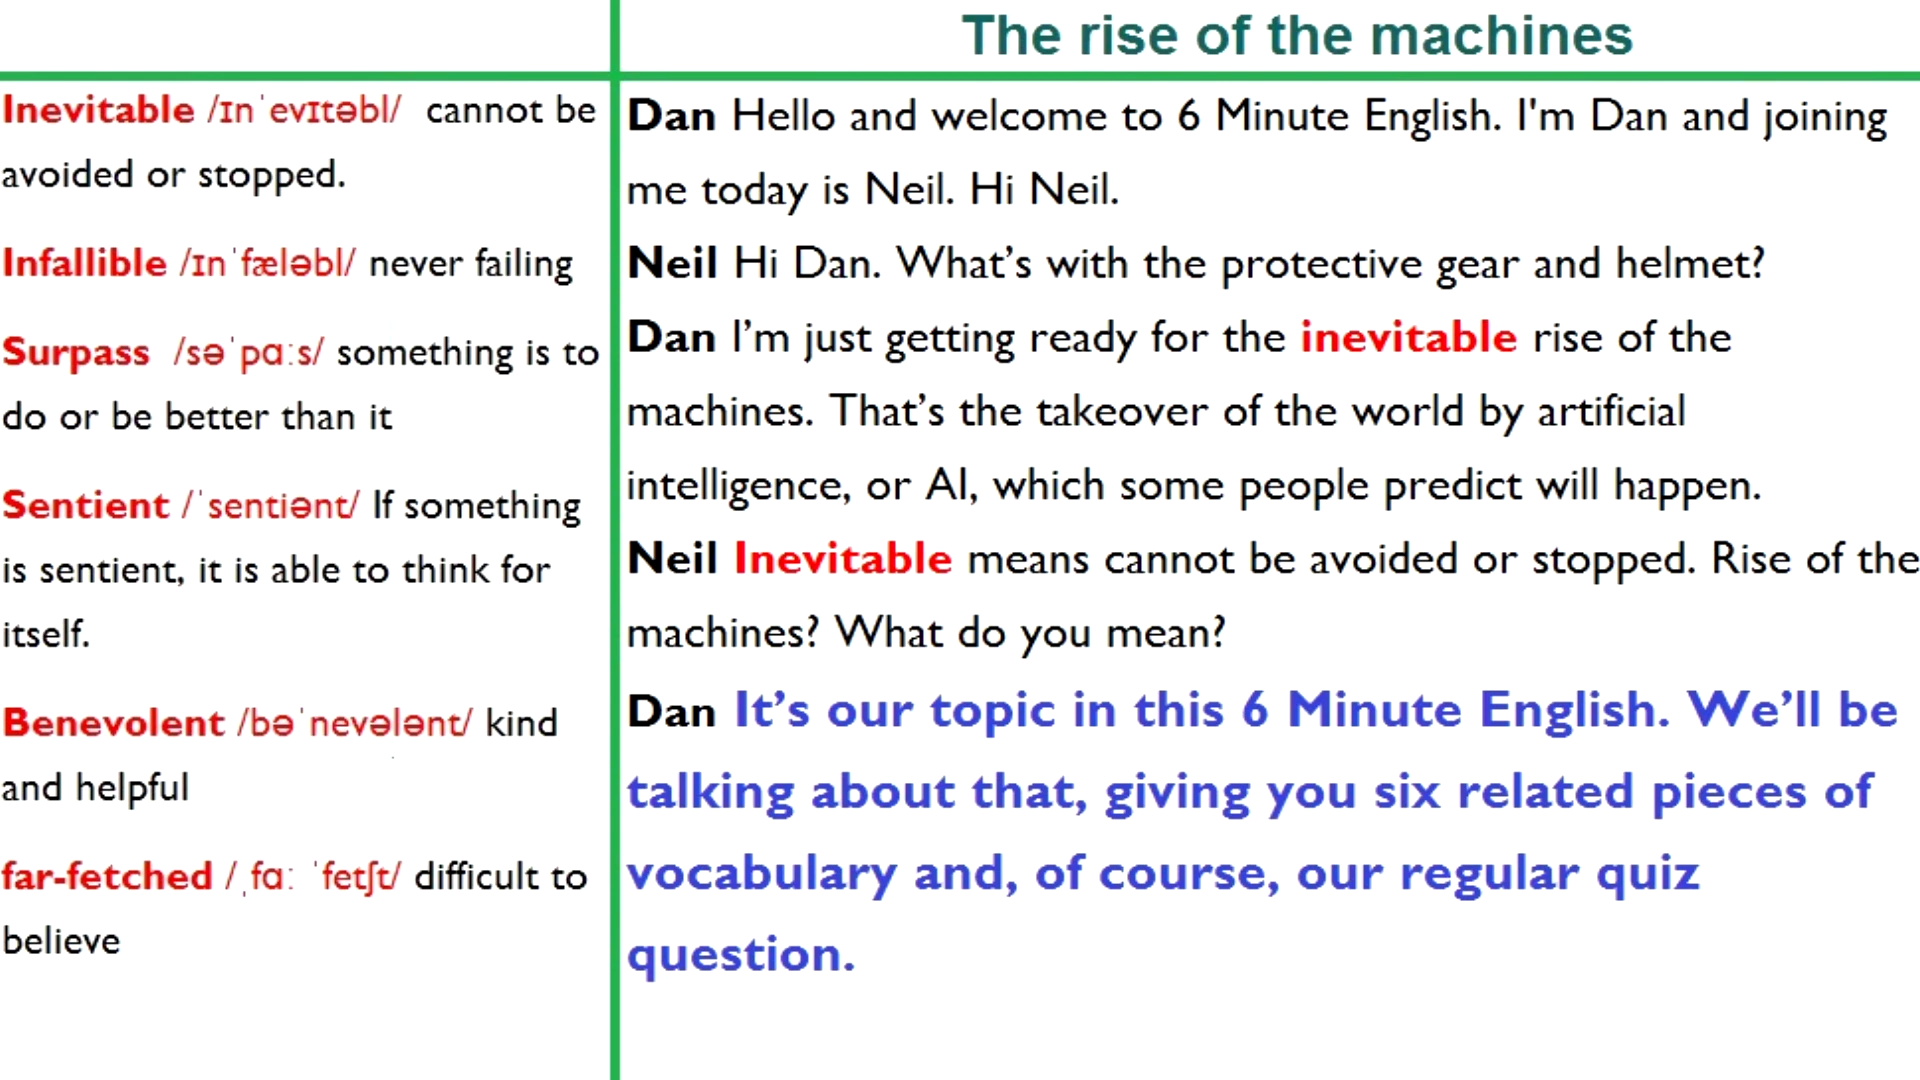 The rise of the machines
Inevitable /ɪnˈevɪtəbl/ cannot be
avoided or stopped.
Infallible /ɪnˈfæləbl/ never failing
Surpass /səˈpɑːs/ something is to
do or be better than it
Sentient /ˈsentiənt/ If something
is sentient, it is able to think for
itself.
Benevolent /bəˈnevələnt/ kind
and helpful
far-fetched /ˌfɑː ˈfetʃt/ difficult to
believe
Dan Hello and welcome to 6 Minute English. I'm Dan and joining
me today is Neil. Hi Neil.
Neil Hi Dan. What’s with the protective gear and helmet?
Dan I’m just getting ready for the inevitable rise of the
machines. That’s the takeover of the world by artificial
intelligence, or AI, which some people predict will happen.
Neil Inevitable means cannot be avoided or stopped. Rise of the
machines? What do you mean?
Dan It’s our topic in this 6 Minute English. We’ll be
talking about that, giving you six related pieces of
vocabulary and, of course, our regular quiz
question.